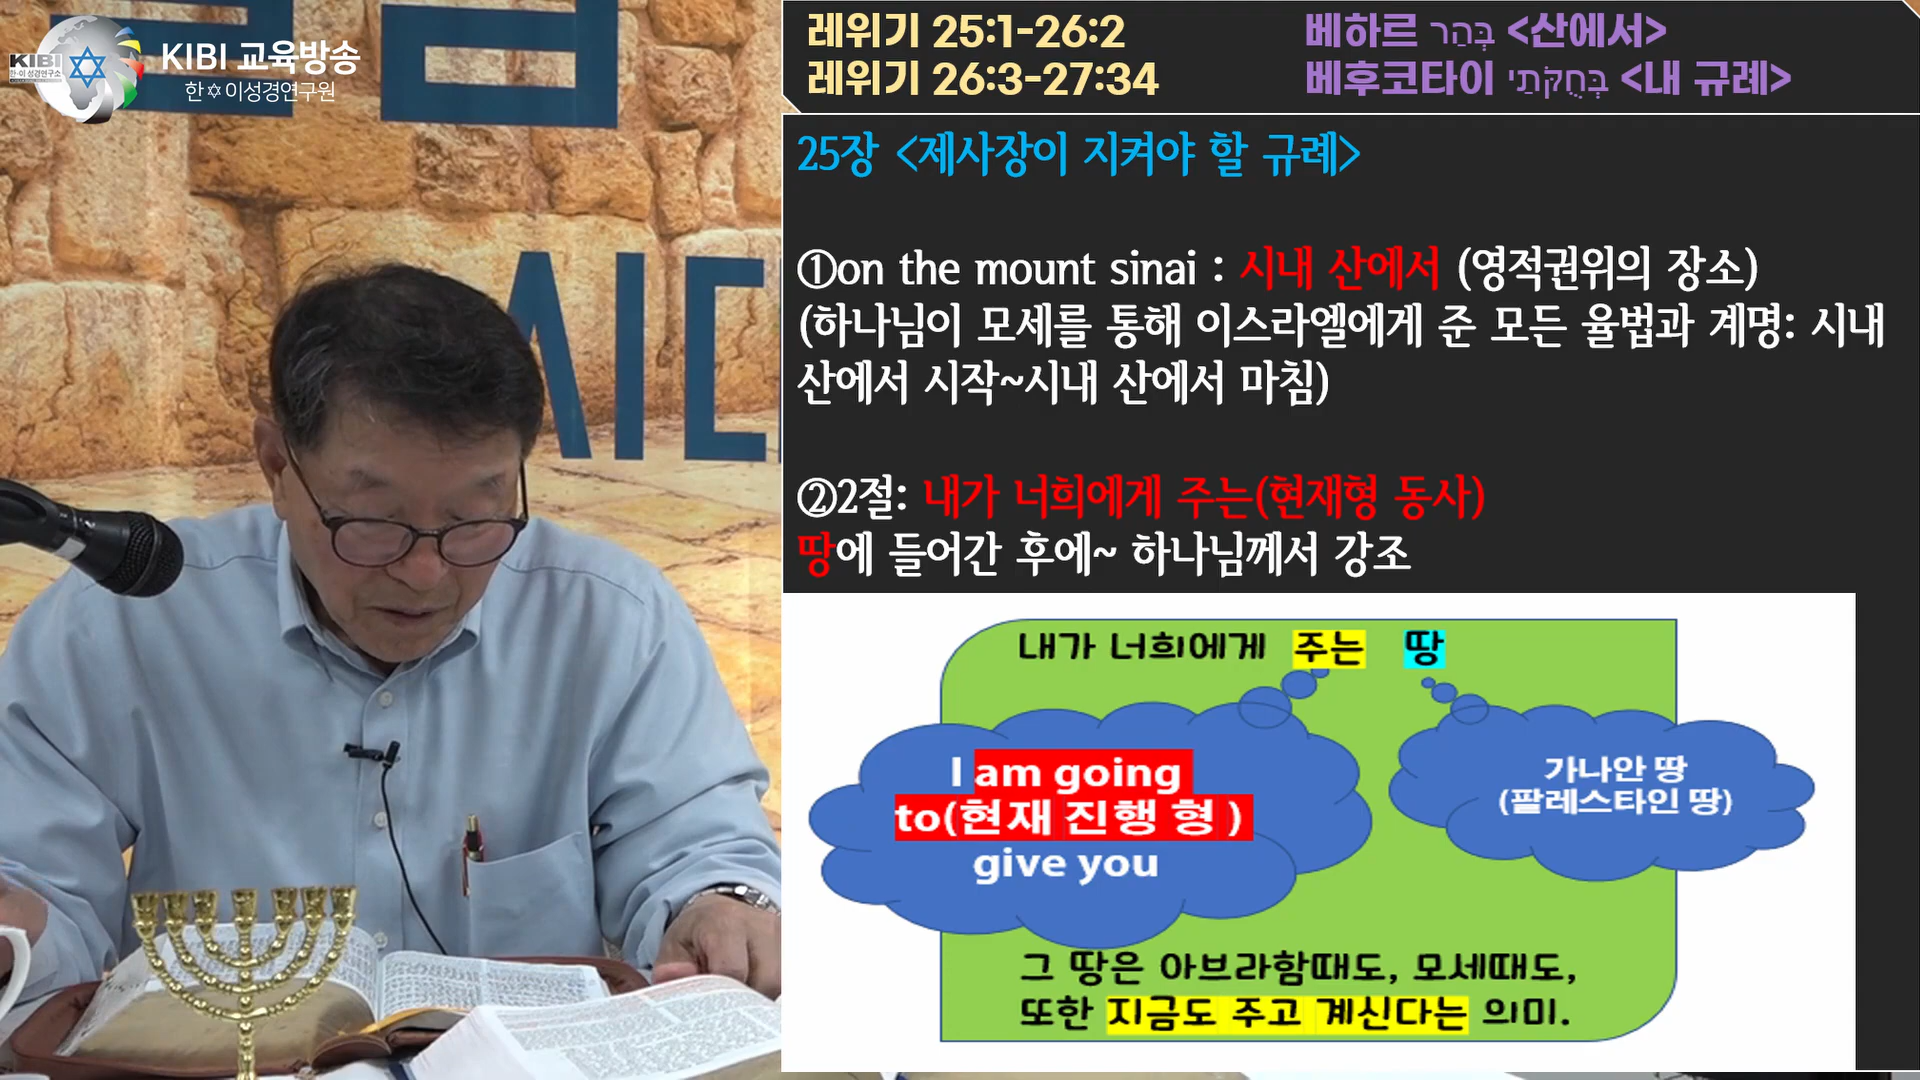 KIBI 교육방송
한✡이성경연구원
KIBI
한·이 성경연구소
AIC
레위기 25:1-26:2
베하르 בְּהַר <산에서>
레위기 26:3-27:34
베후코타이 בְּחֻקֹּתַי <내 규례>
25장 <제사장이 지켜야 할 규례>
①on the mount sinai : 시내 산에서 (영적권위의 장소)
(하나님이 모세를 통해 이스라엘에게 준 모든 율법과 계명: 시내
산에서 시작~시내 산에서 마침)
②2절: 내가 너희에게 주는(현재형 동사)
땅에 들어간 후에~ 하나님께서 강조
내가 너희에게 주는 땅
I am going
to(현재 진행 형 )
give you
가나안 땅
(팔레스타인 땅)
그 땅은 아브라함때도, 모세때도,
또한 지금도 주고 계신다는 의미.